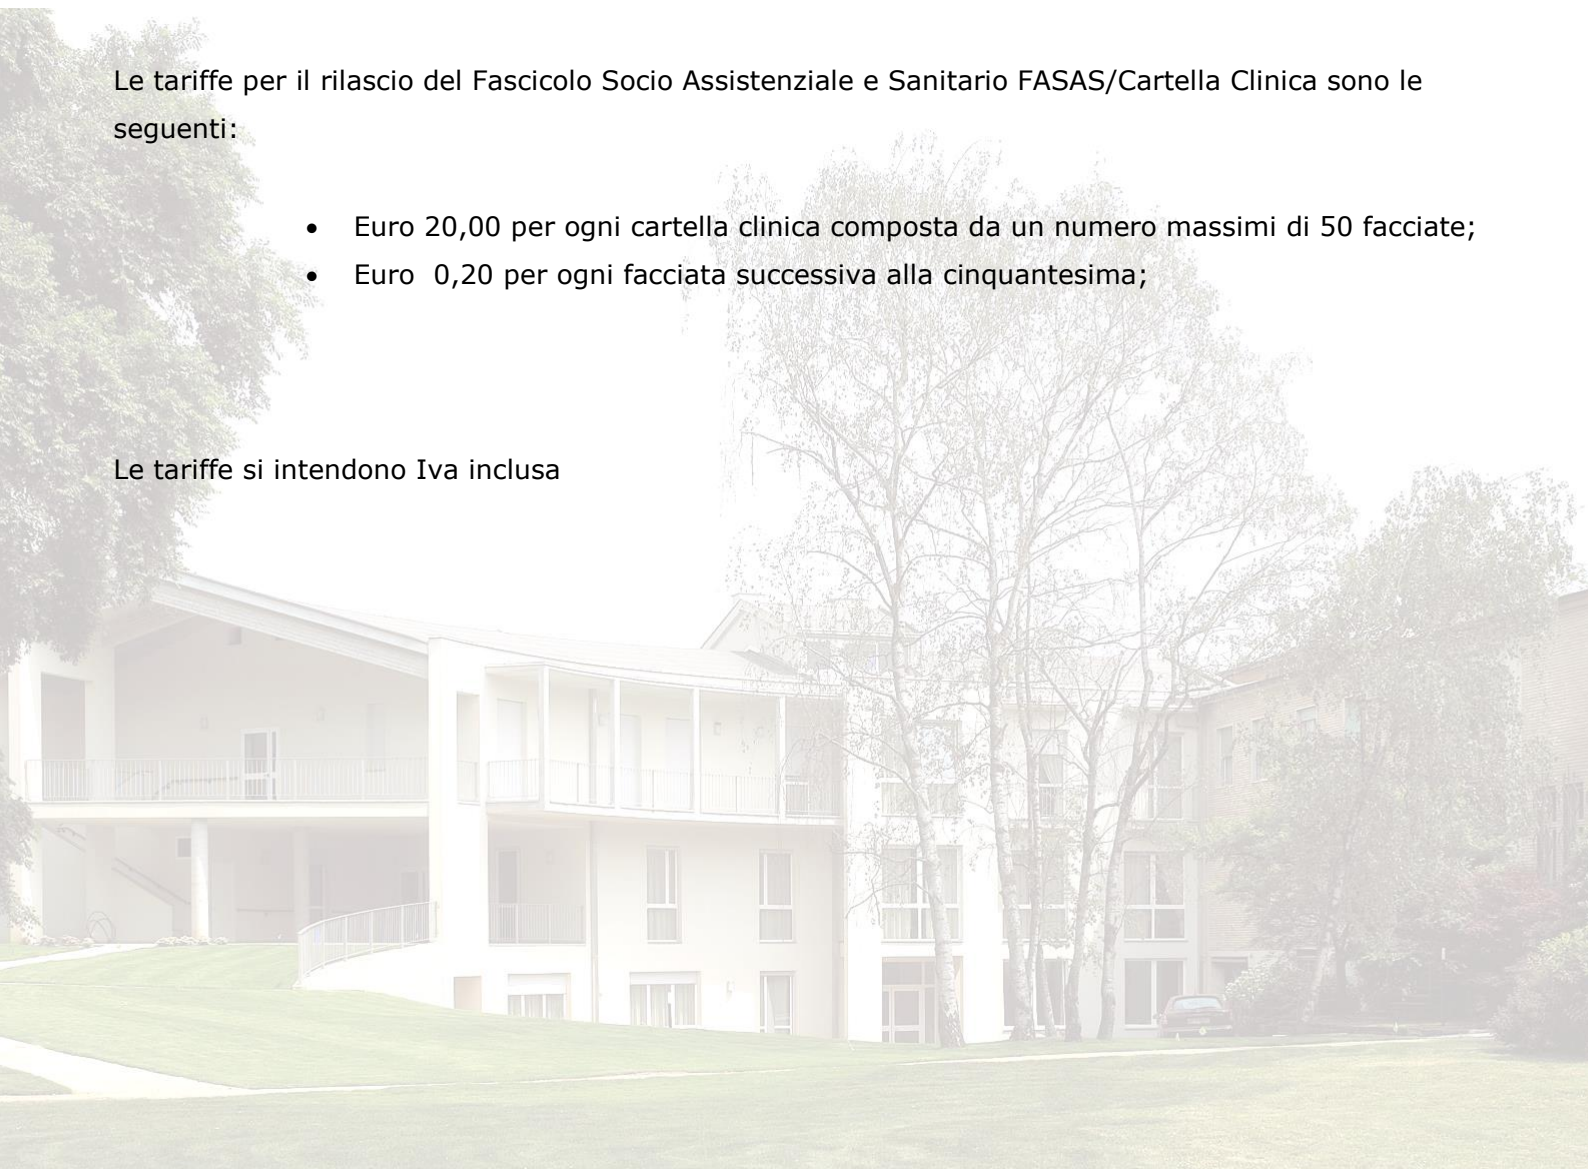 Le tariffe per il rilascio del Fascicolo Socio Assistenziale e Sanitario FASAS/Cartella Clinica sono le
seguenti:
• Euro 20,00 per ogni cartella clinica composta da un numero massimi di 50 facciate;
• Euro  0,20 per ogni facciata successiva alla cinquantesima;
Le tariffe si intendono Iva inclusa